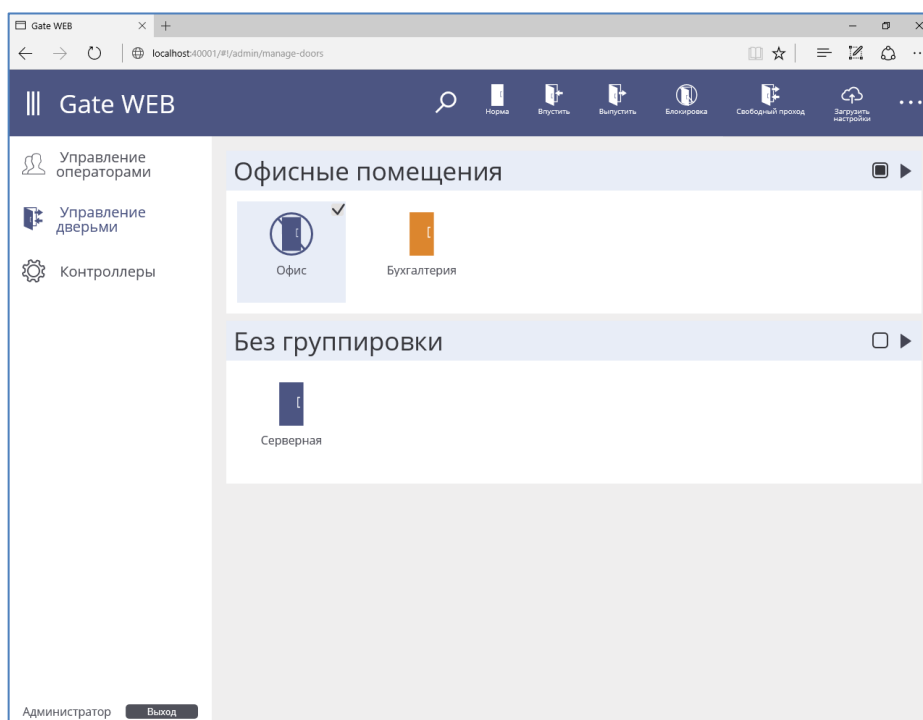 Gate WEB
localhost:40001/#!/admin/manage-doors
Gate WEB
Норма
Впустить
Выпустить
Блокировка
Свободный проход
Загрузить
настройки
Управление
операторами
Управление
дверьми
Контроллеры
Офисные помещения
Офис
Бухгалтерия
Без группировки
Серверная
Администратор
Выход